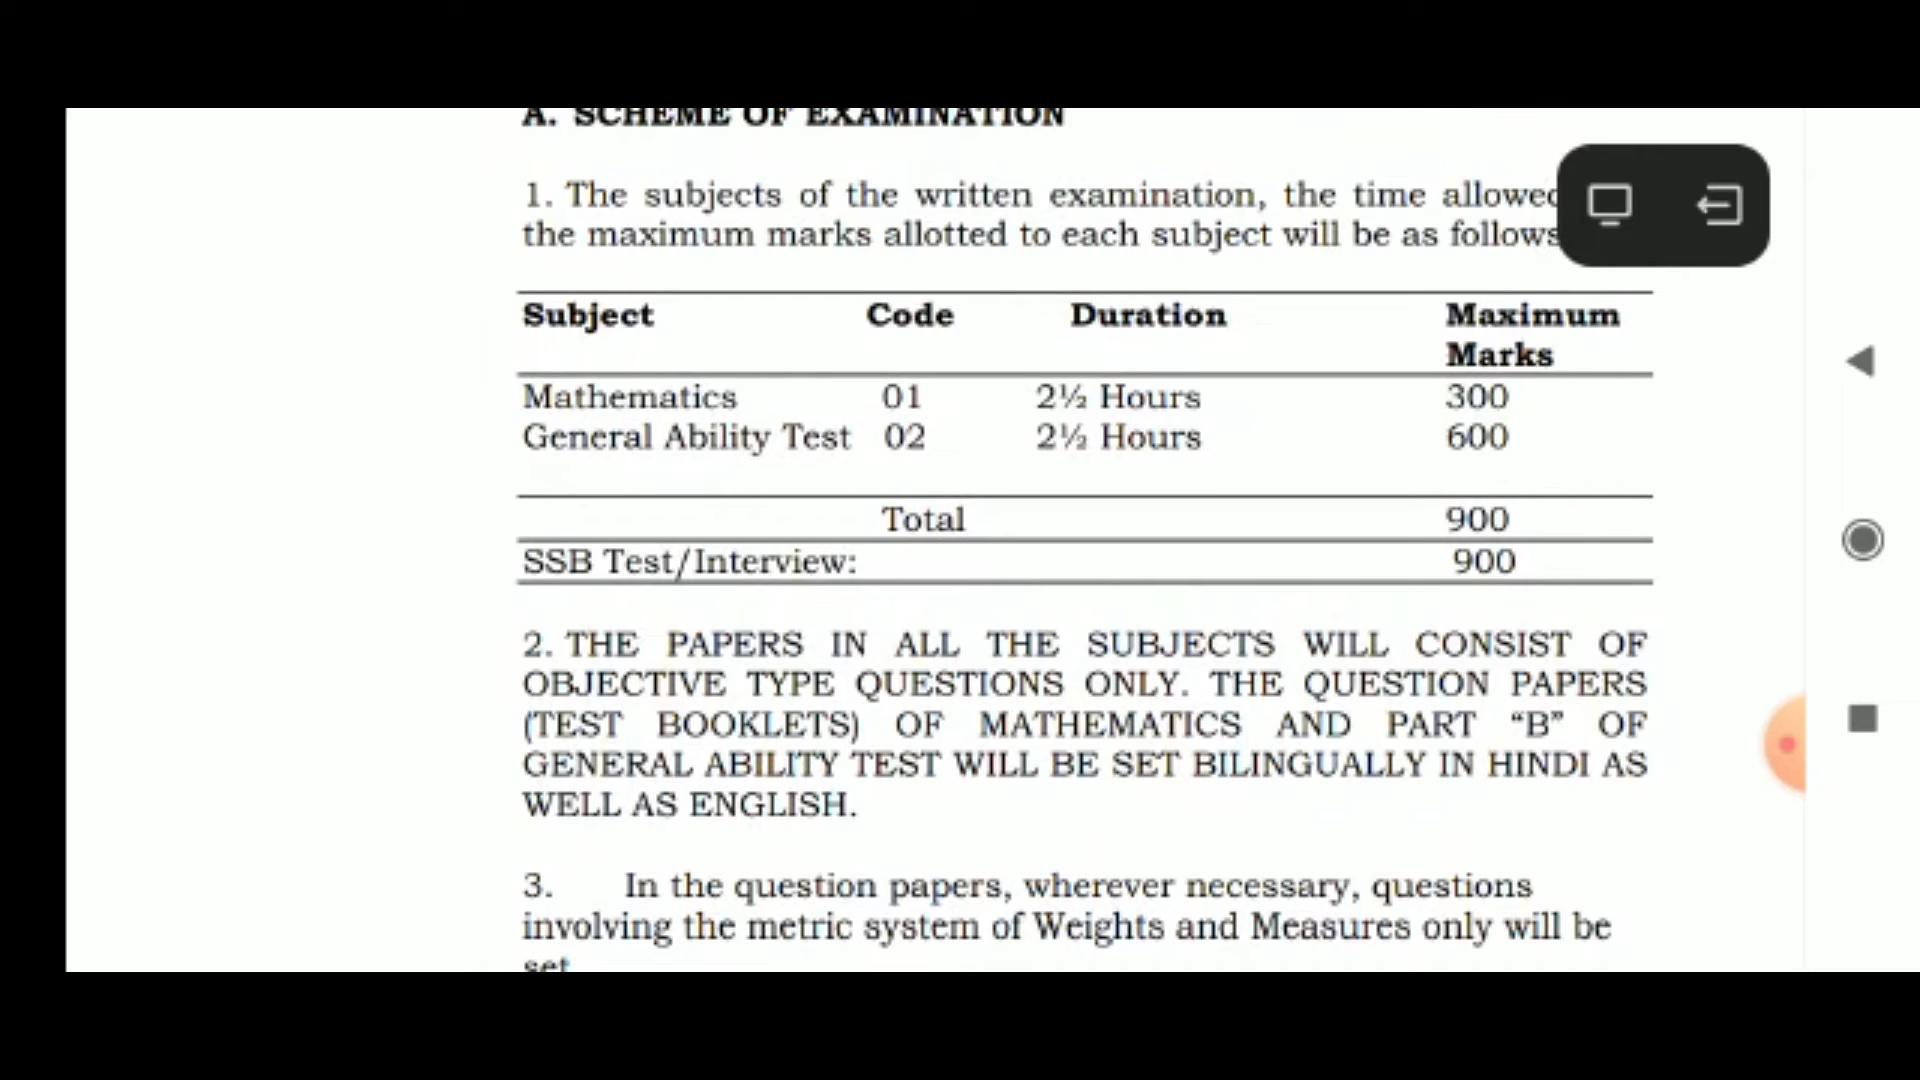 A. SCHEME OF EXAMINATION
1. The subjects of the written examination, the time allowed
the maximum marks allotted to each subject will be as follows
Subject Code Duration Maximum
Marks
Mathematics 01 2½ Hours 300
General Ability Test 02 2½ Hours 600
Total 900
SSB Test/Interview: 900
2. THE PAPERS IN ALL THE SUBJECTS WILL CONSIST OF
OBJECTIVE TYPE QUESTIONS ONLY. THE QUESTION PAPERS
(TEST BOOKLETS) OF MATHEMATICS AND PART “B” OF
GENERAL ABILITY TEST WILL BE SET BILINGUALLY IN HINDI AS
WELL AS ENGLISH.
3. In the question papers, wherever necessary, questions
involving the metric system of Weights and Measures only will be
set